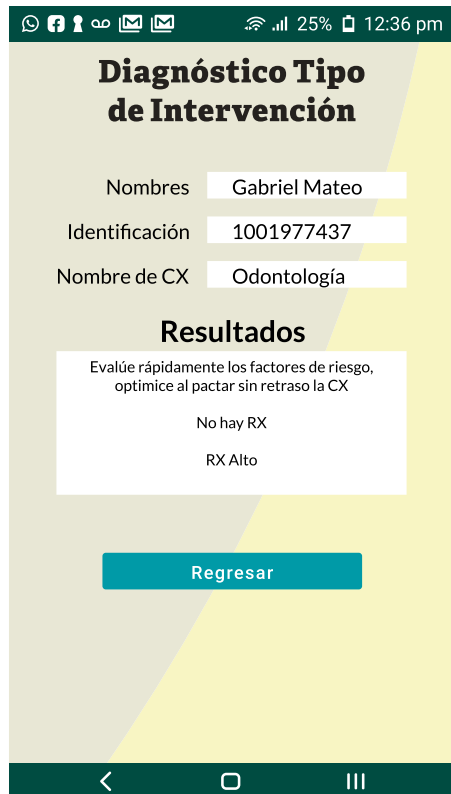 25% 12:36 pm
Diagnóstico Tipo
de Intervención
Nombres Gabriel Mateo
Identificación 1001977437
Nombre de CX Odontología
Resultados
Evalúe rápidamente los factores de riesgo,
optimice al pactar sin retraso la CX
No hay RX
RX Alto
Regresar